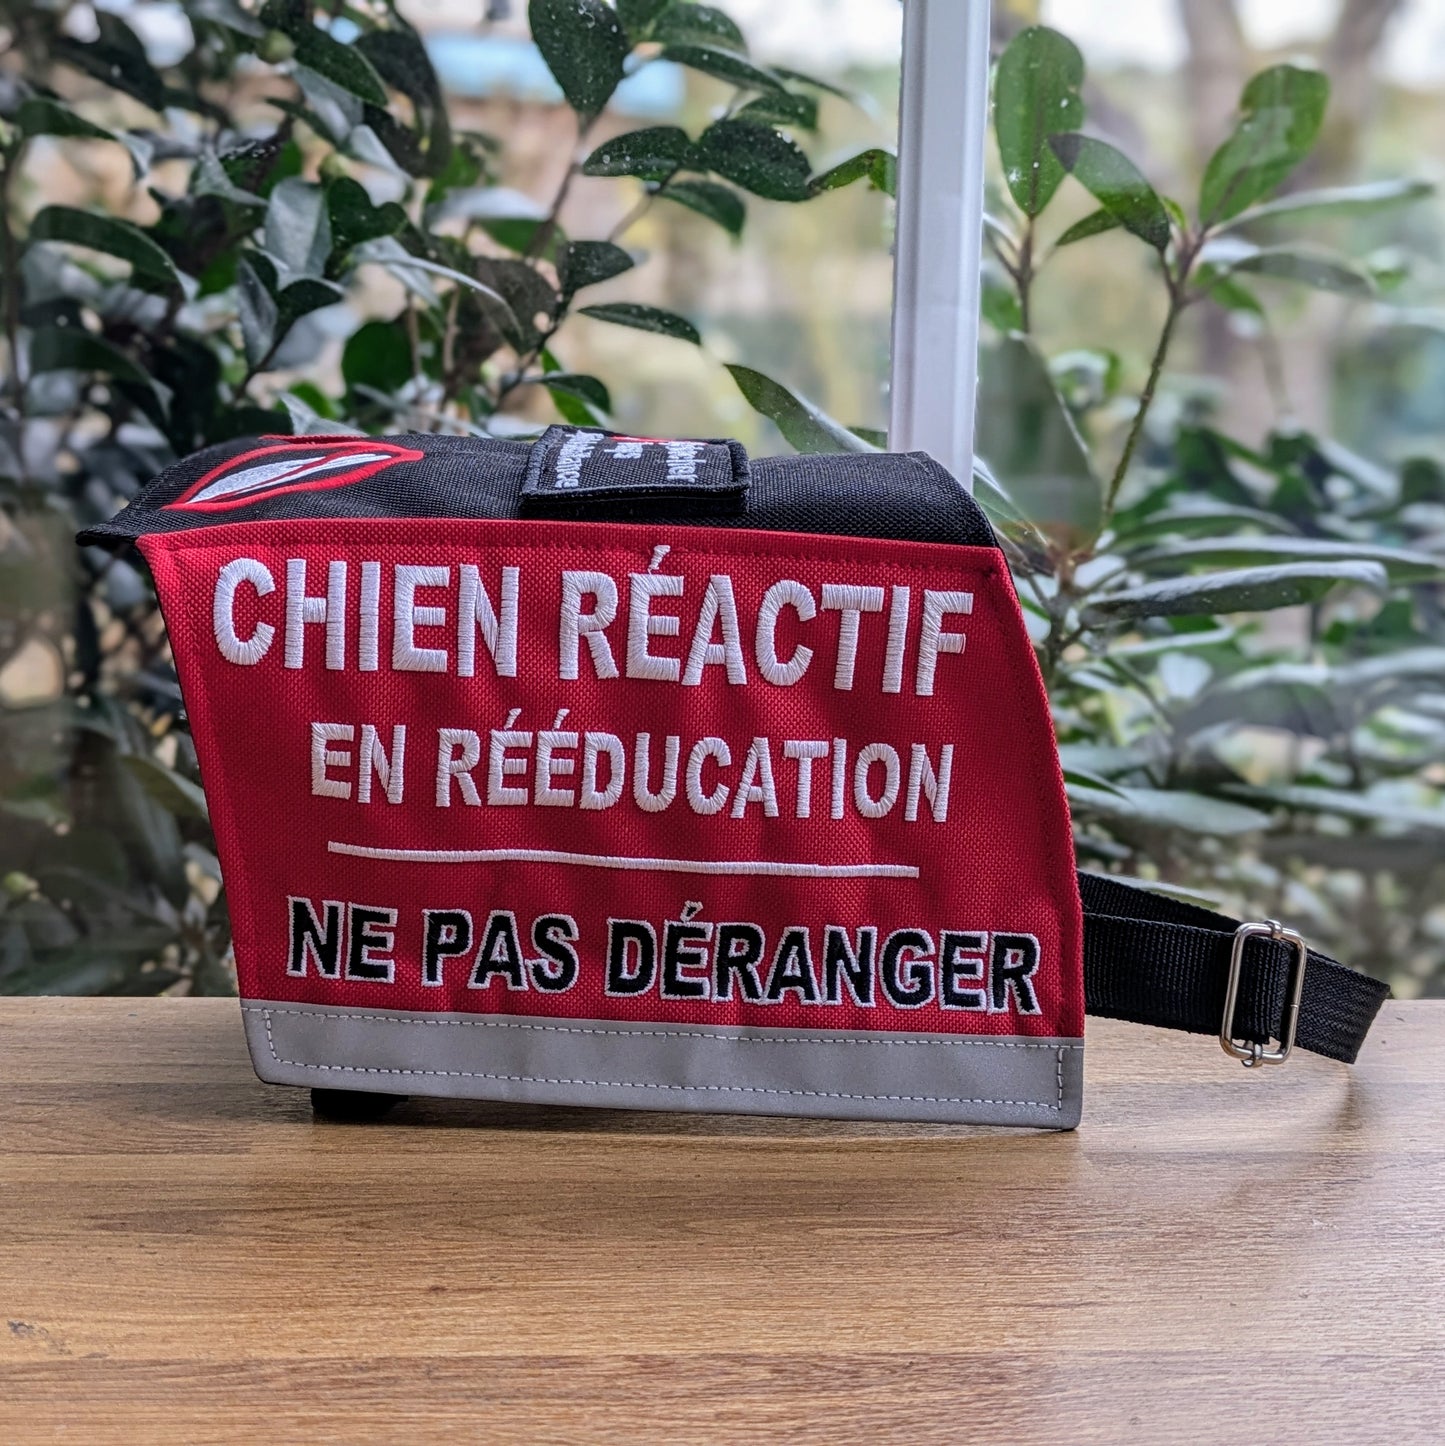 CHIEN RÉACTIF
EN RÉÉDUCATION
NE PAS DÉRANGER